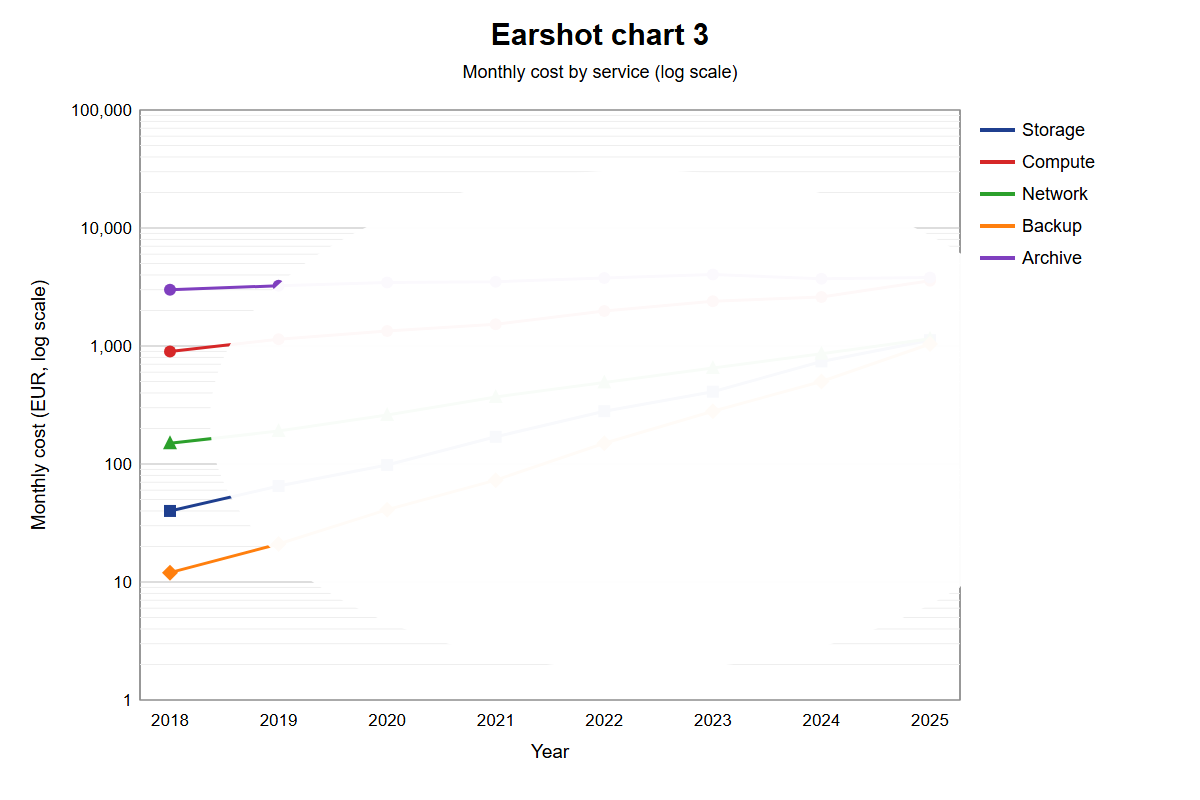 Earshot chart 3
Monthly cost by service (log scale)
100,000
10,000
1,000
100
10
1
Monthly cost (EUR, log scale)
2018 2019 2020 2021 2022 2023 2024 2025
Year
Storage
Compute
Network
Backup
Archive